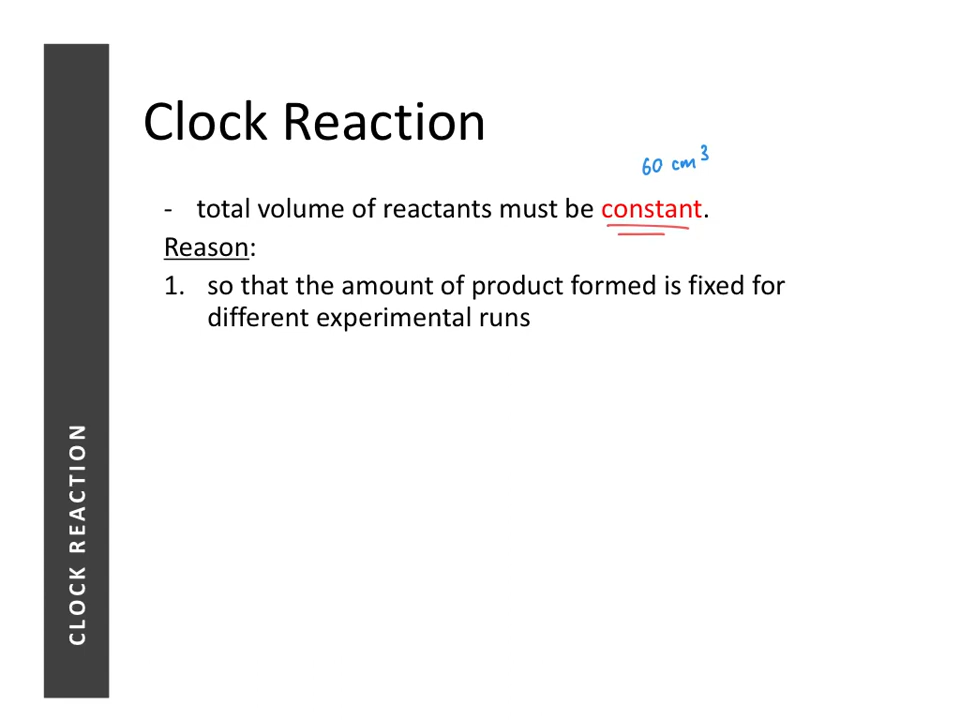 Clock Reaction
60 cm³
- total volume of reactants must be constant.
Reason:
1. so that the amount of product formed is fixed for
different experimental runs
CLOCK REACTION